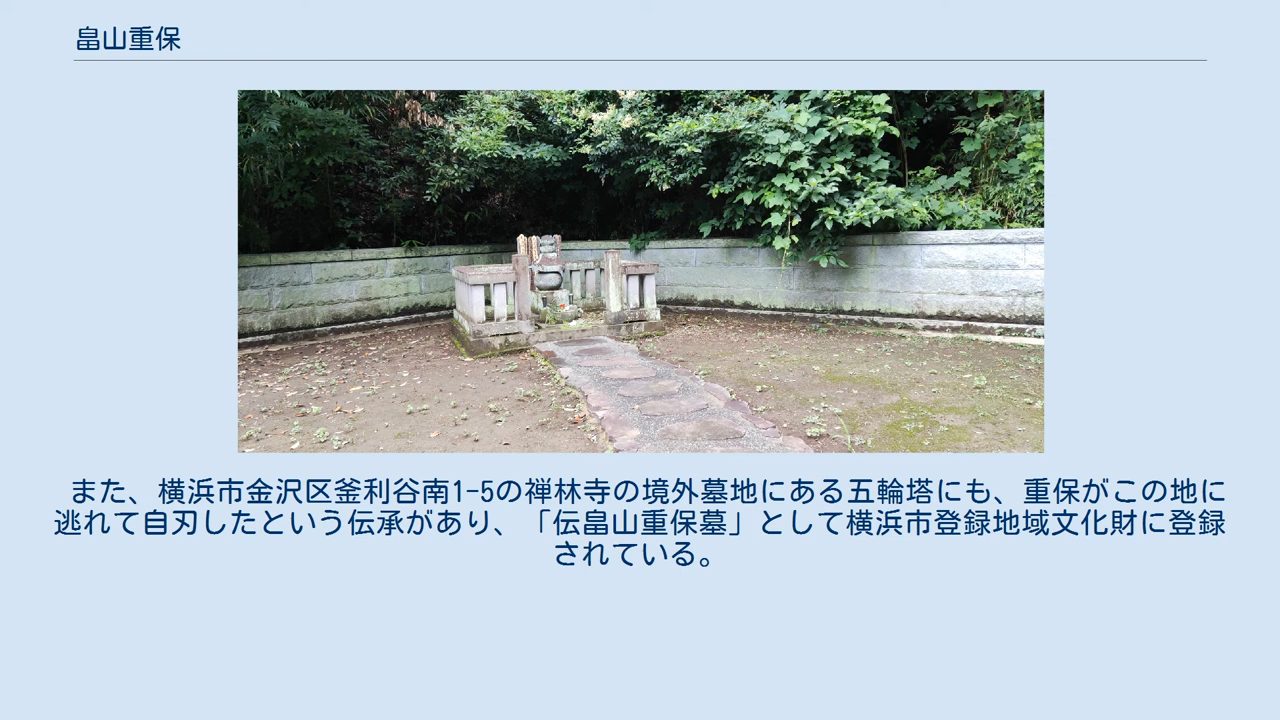 畠山重保
また、横浜市金沢区釜利谷南1-5の禅林寺の境外墓地にある五輪塔にも、重保がこの地に
逃れて自刃したという伝承があり、「伝畠山重保墓」として横浜市登録地域文化財に登録
されている。